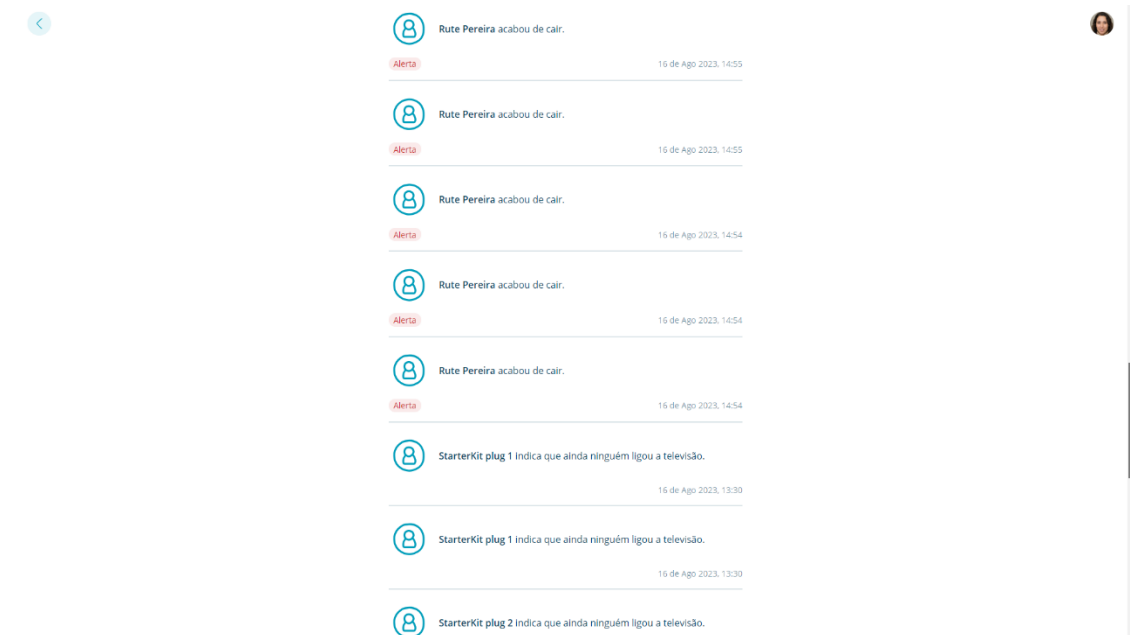 Rute Pereira acabou de cair.
Alerta 16 de Ago 2023, 14:55
Rute Pereira acabou de cair.
Alerta 16 de Ago 2023, 14:55
Rute Pereira acabou de cair.
Alerta 16 de Ago 2023, 14:54
Rute Pereira acabou de cair.
Alerta 16 de Ago 2023, 14:54
Rute Pereira acabou de cair.
Alerta 16 de Ago 2023, 14:54
StarterKit plug 1 indica que ainda ninguém ligou a televisão.
16 de Ago 2023, 13:30
StarterKit plug 1 indica que ainda ninguém ligou a televisão.
16 de Ago 2023, 13:30
StarterKit plug 2 indica que ainda ninguém ligou a televisão.